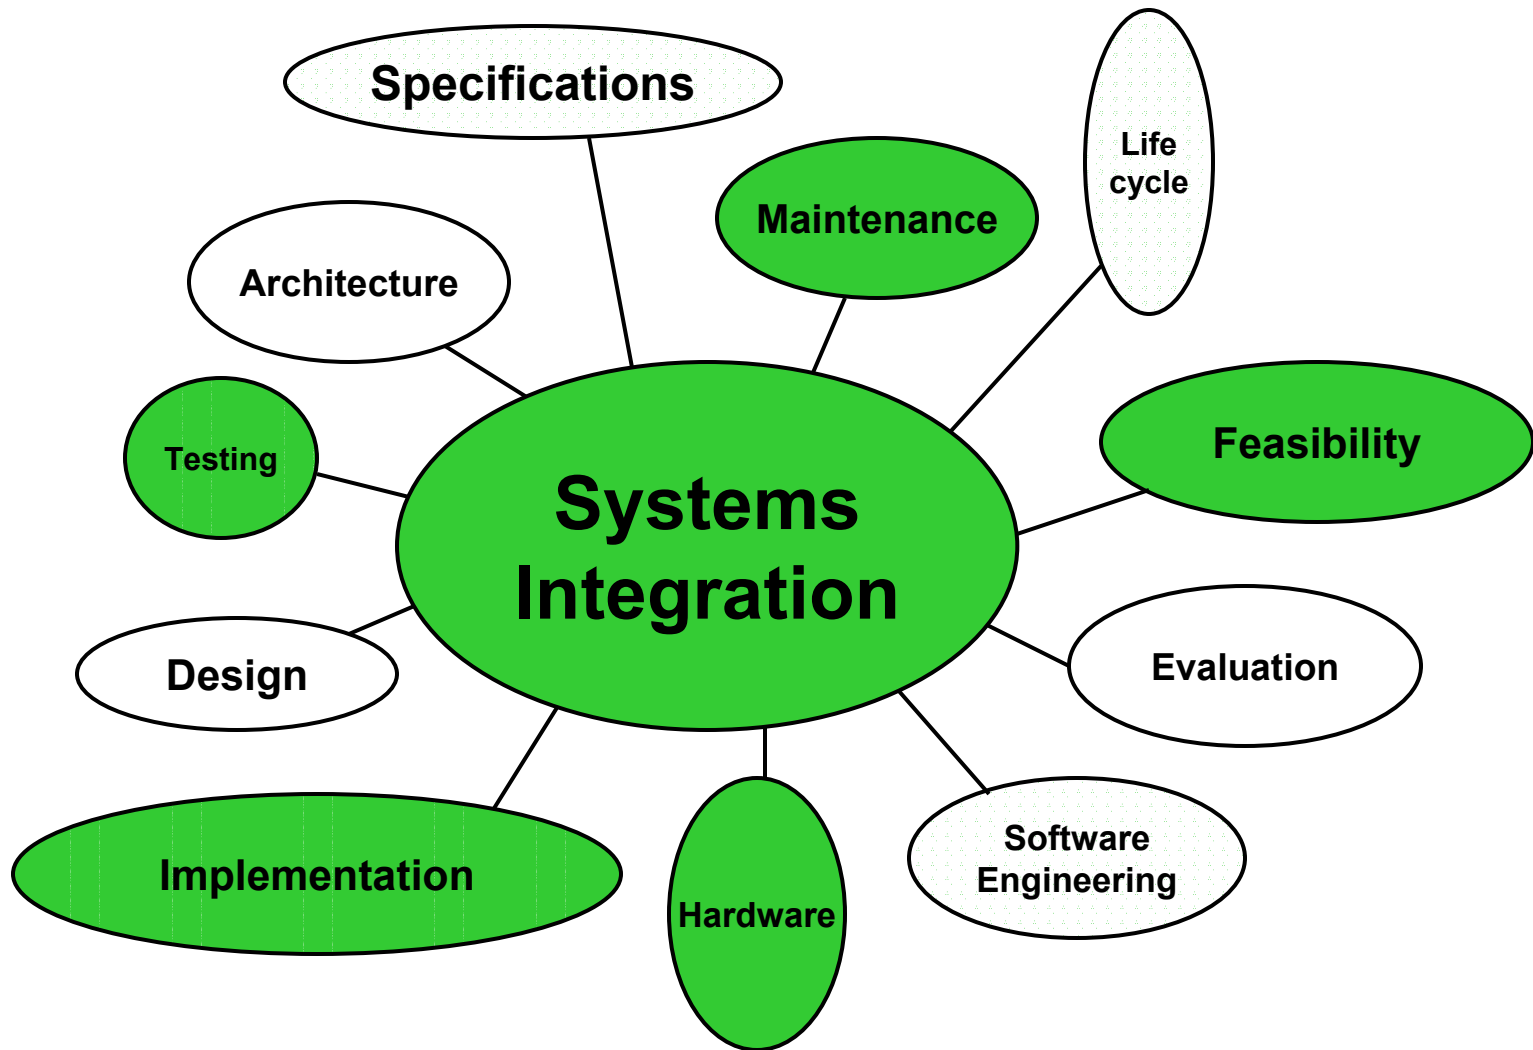 Specifications
Life
cycle
Maintenance
Architecture
Feasibility
Testing
Systems
Integration
Evaluation
Design
Software
Engineering
Implementation
Hardware